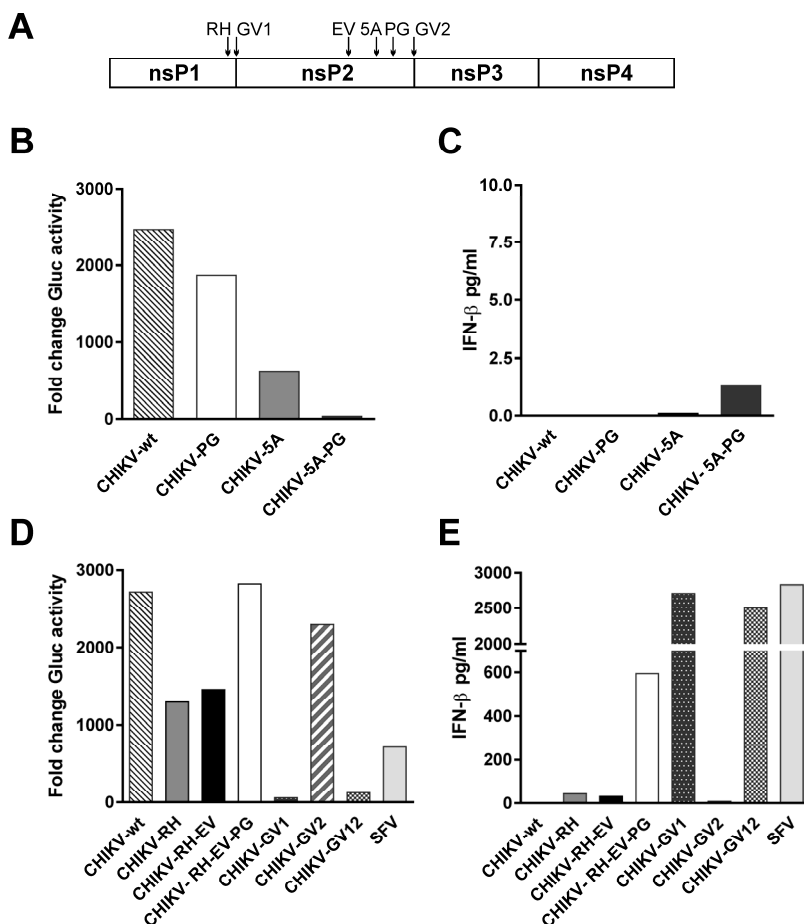 A
RH GV1 EV 5A PG GV2
nsP1 nsP2 nsP3 nsP4
B
Fold change Gluc activity
3000
2000
1000
0
CHIKV-wt
CHIKV-PG
CHIKV-5A
CHIKV-5A-PG
C
IFN-β pg/ml
10.0
7.5
5.0
2.5
0.0
CHIKV-wt
CHIKV-PG
CHIKV-5A
CHIKV- 5A-PG
D
Fold change Gluc activity
3000
2000
1000
0
CHIKV-wt
CHIKV-RH
CHIKV-RH-EV
CHIKV- RH-EV-PG
CHIKV-GV1
CHIKV-GV2
CHIKV-GV12
SFV
E
IFN-β pg/ml
3000
2500
2000
600
400
200
0
CHIKV-wt
CHIKV-RH
CHIKV-RH-EV
CHIKV- RH-EV-PG
CHIKV-GV1
CHIKV-GV2
CHIKV-GV12
SFV